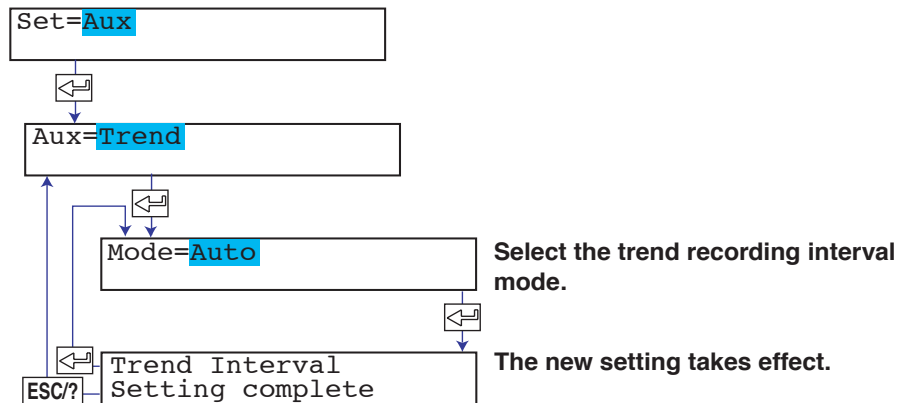 Set=Aux
Aux=Trend
Mode=Auto
Select the trend recording interval
mode.
Trend Interval
Setting complete
The new setting takes effect.
ESC/?